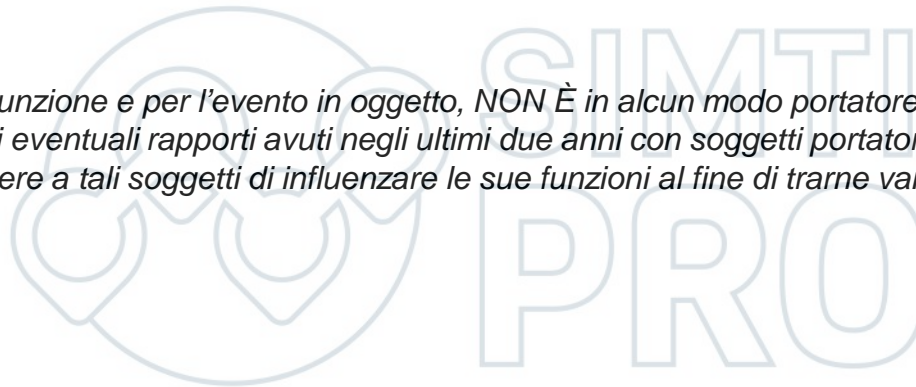 unzione e per l’evento in oggetto, NON È in alcun modo portatore
i eventuali rapporti avuti negli ultimi due anni con soggetti portator
ere a tali soggetti di influenzare le sue funzioni al fine di trarne van
SIMTI
PRO